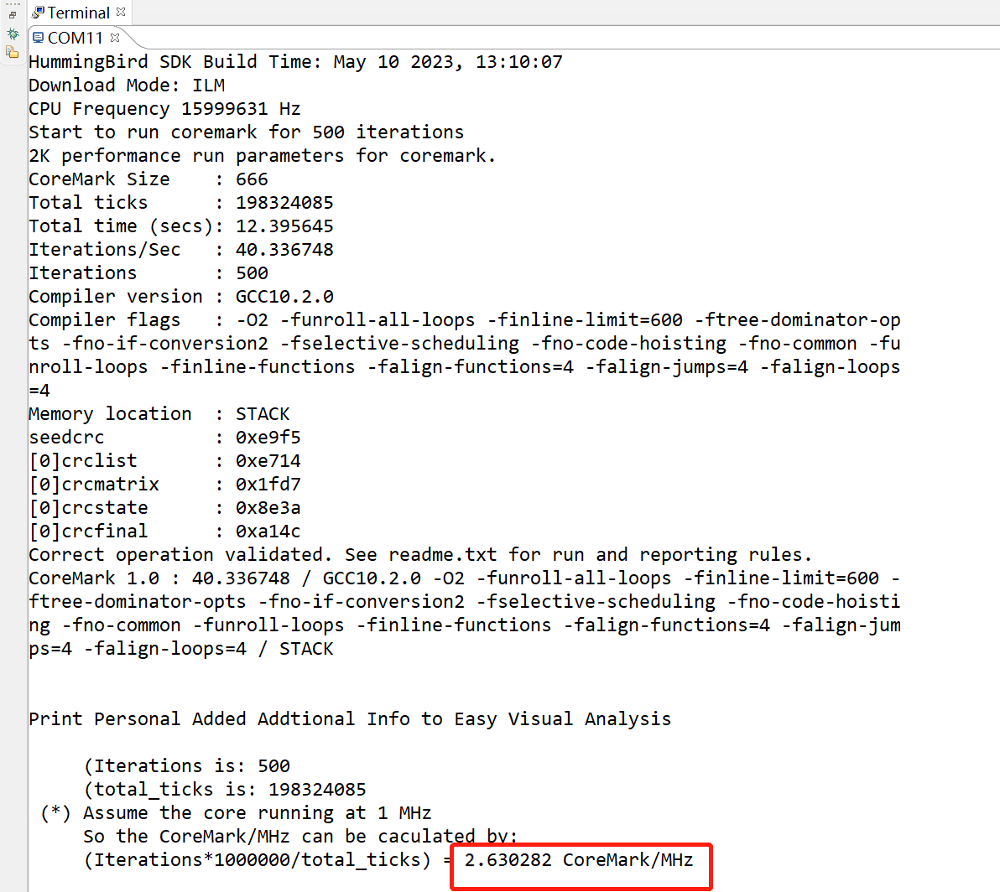 Terminal
COM11
HummingBird SDK Build Time: May 10 2023, 13:10:07
Download Mode: ILM
CPU Frequency 15999631 Hz
Start to run coremark for 500 iterations
2K performance run parameters for coremark.
CoreMark Size    : 666
Total ticks      : 198324085
Total time (secs): 12.395645
Iterations/Sec   : 40.336748
Iterations       : 500
Compiler version : GCC10.2.0
Compiler flags   : -O2 -funroll-all-loops -finline-limit=600 -ftree-dominator-op
ts -fno-if-conversion2 -fselective-scheduling -fno-code-hoisting -fno-common -fu
nroll-loops -finline-functions -falign-functions=4 -falign-jumps=4 -falign-loops
=4
Memory location  : STACK
seedcrc          : 0xe9f5
[0]crclist       : 0xe714
[0]crcmatrix     : 0x1fd7
[0]crcstate      : 0x8e3a
[0]crcfinal      : 0xa14c
Correct operation validated. See readme.txt for run and reporting rules.
CoreMark 1.0 : 40.336748 / GCC10.2.0 -O2 -funroll-all-loops -finline-limit=600 -
ftree-dominator-opts -fno-if-conversion2 -fselective-scheduling -fno-code-hoisti
ng -fno-common -funroll-loops -finline-functions -falign-functions=4 -falign-jum
ps=4 -falign-loops=4 / STACK
Print Personal Added Addtional Info to Easy Visual Analysis
(Iterations is: 500
(total_ticks is: 198324085
(*) Assume the core running at 1 MHz
So the CoreMark/MHz can be caculated by:
(Iterations*1000000/total_ticks) = 2.630282 CoreMark/MHz